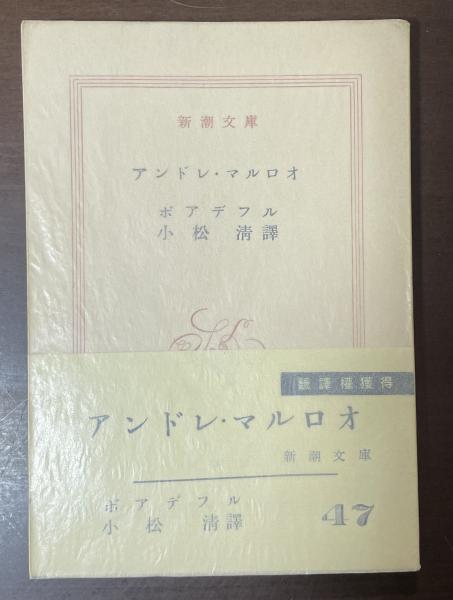 新潮文庫
アンドレ・マルロオ
ボアデフル
小松 清譯
飜譯權獲得
アンドレ・マルロオ
新潮文庫
ボアデフル
小松 清譯
47